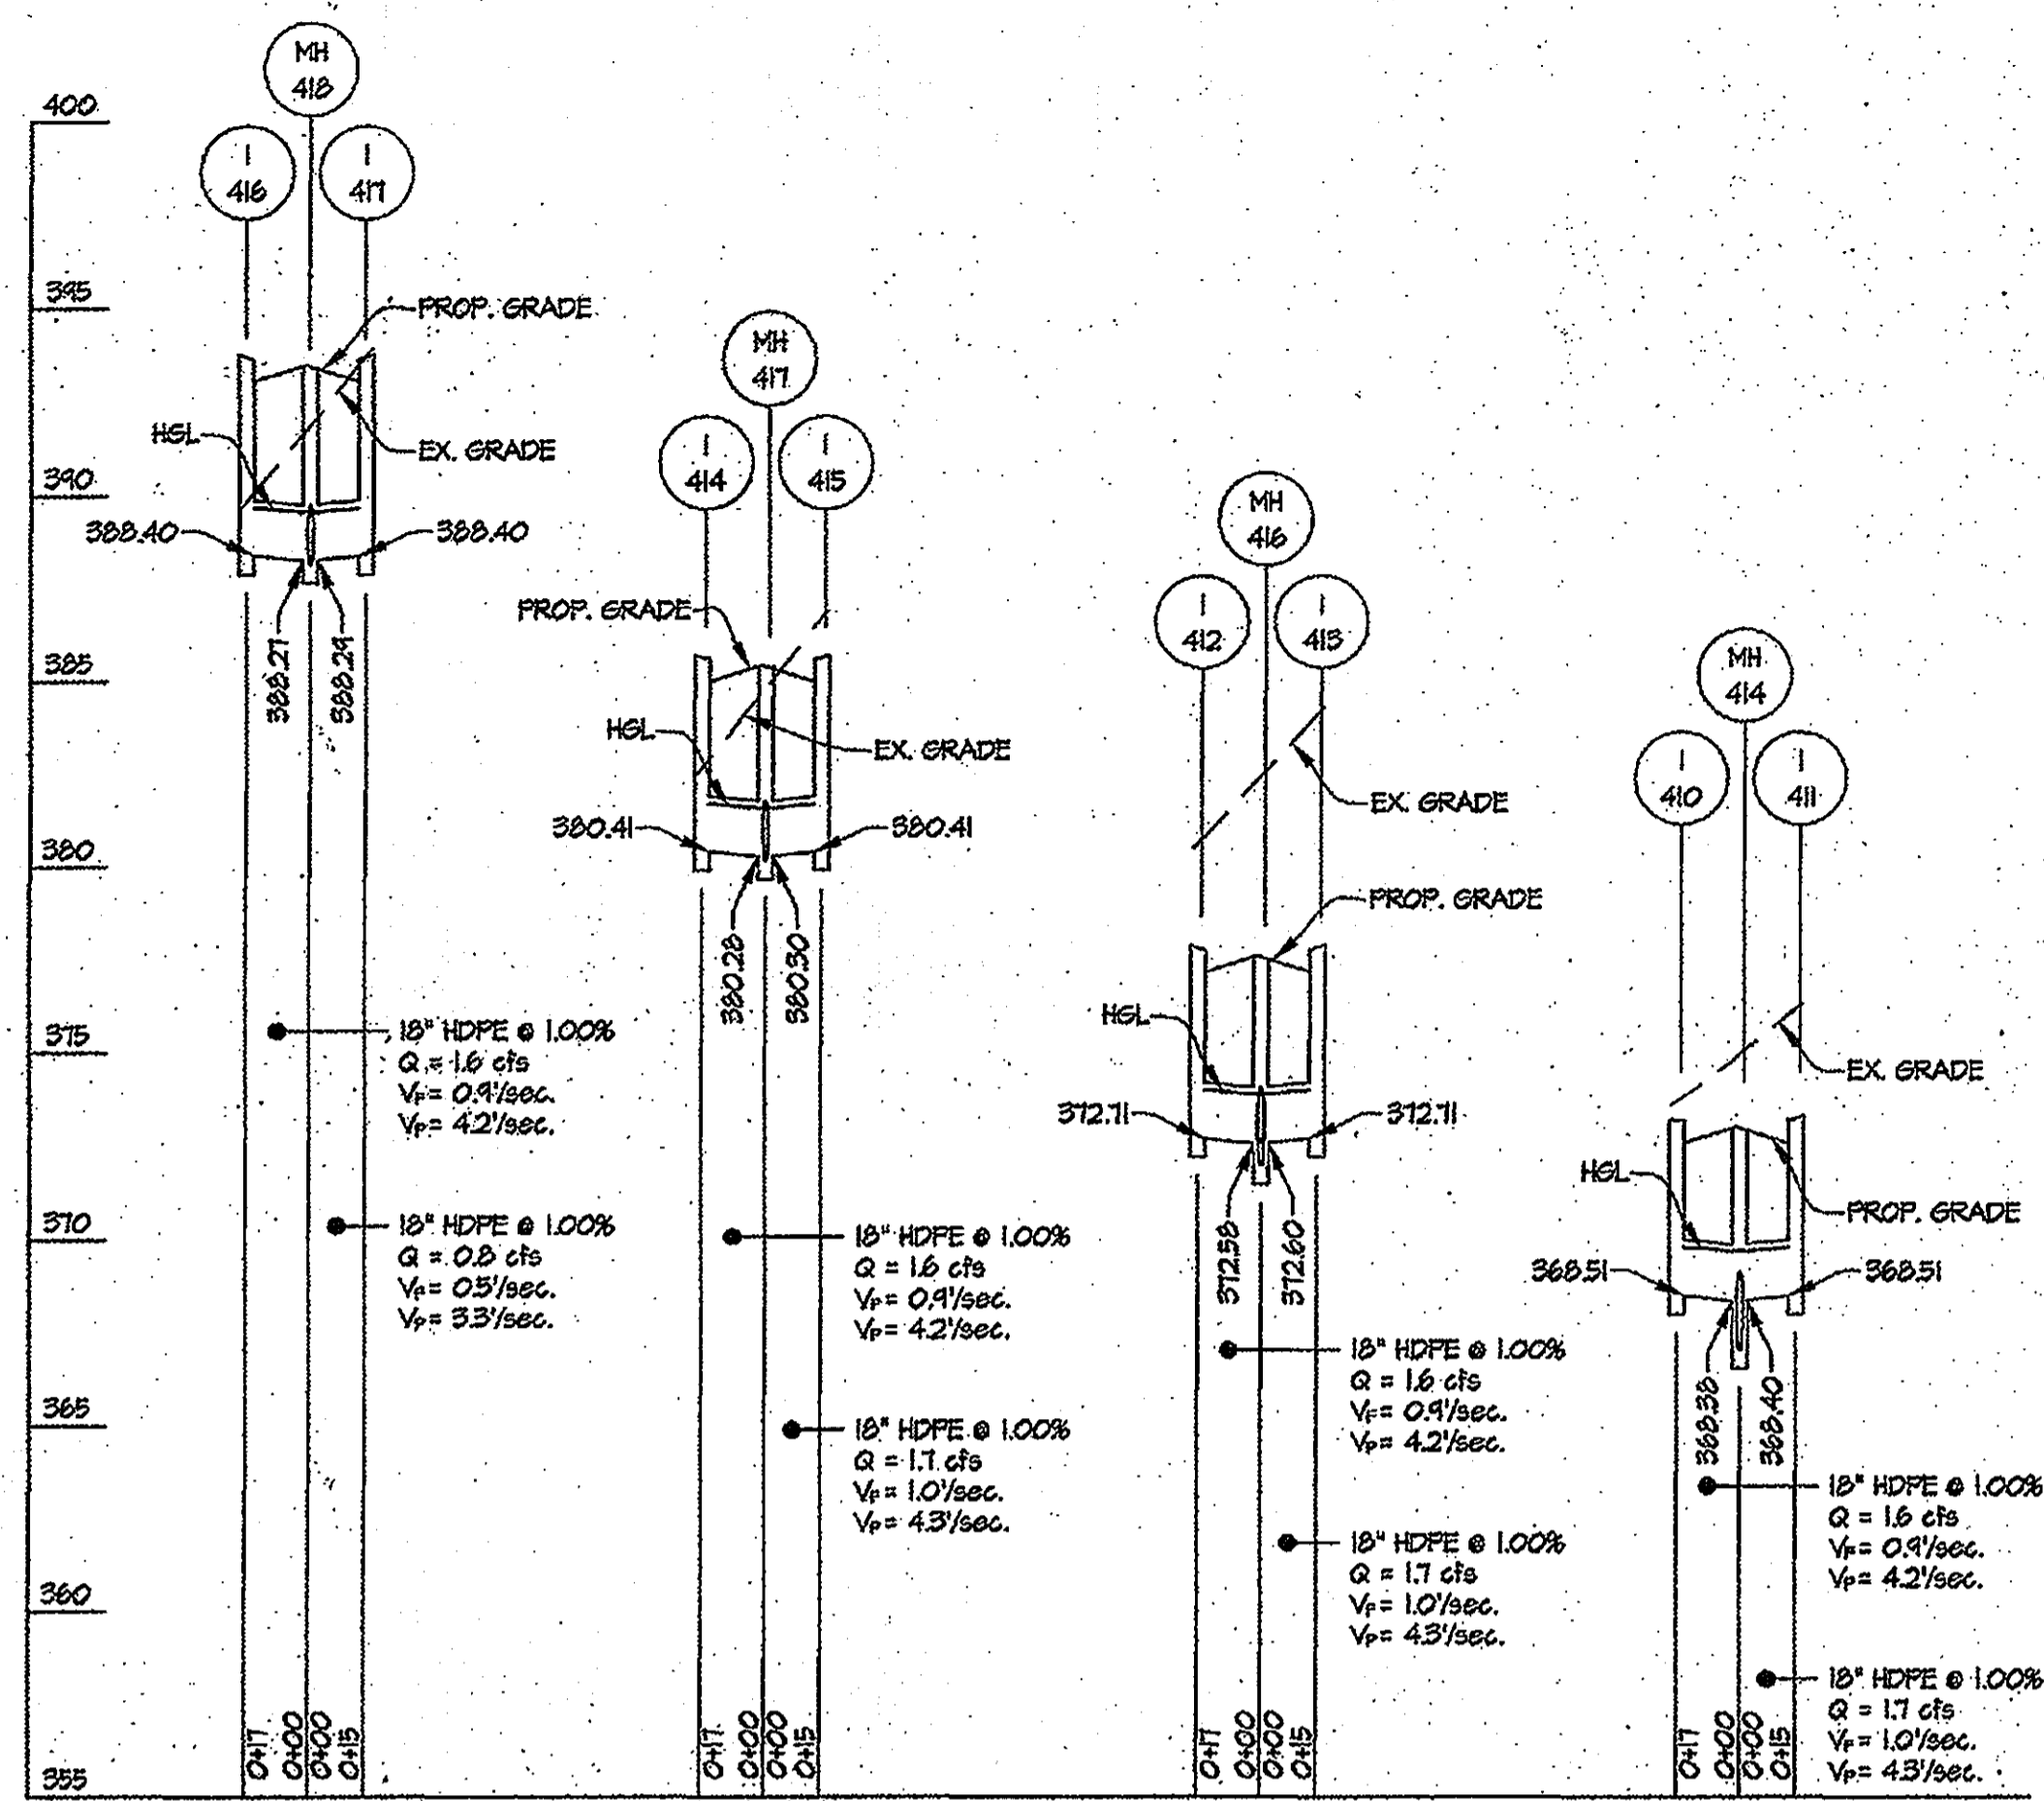 400
395
390
385
380
375
370
365
360
355
MH
418
I
416
I
417
PROP. GRADE
HGL
EX. GRADE
388.40
388.40
388.27
388.29
18" HDPE @ 1.00%
Q = 1.6 cfs
VF= 0.9'/sec.
VP= 4.2'/sec.
18" HDPE @ 1.00%
Q = 0.8 cfs
VF= 0.5'/sec.
VP= 3.3'/sec.
0+17
0+00
0+00
0+15
MH
417
I
414
I
415
PROP. GRADE
HGL
EX. GRADE
380.41
380.41
380.28
380.30
18" HDPE @ 1.00%
Q = 1.6 cfs
VF= 0.9'/sec.
VP= 4.2'/sec.
18" HDPE @ 1.00%
Q = 1.7 cfs
VF= 1.0'/sec.
VP= 4.3'/sec.
0+17
0+00
0+00
0+15
MH
416
I
412
I
413
EX. GRADE
PROP. GRADE
HGL
372.71
372.71
372.58
372.60
18" HDPE @ 1.00%
Q = 1.6 cfs
VF= 0.9'/sec.
VP= 4.2'/sec.
18" HDPE @ 1.00%
Q = 1.7 cfs
VF= 1.0'/sec.
VP= 4.3'/sec.
0+17
0+00
0+00
0+15
MH
414
I
410
I
411
EX. GRADE
HGL
PROP. GRADE
368.51
368.51
368.38
368.40
18" HDPE @ 1.00%
Q = 1.6 cfs
VF= 0.9'/sec.
VP= 4.2'/sec.
18" HDPE @ 1.00%
Q = 1.7 cfs
VF= 1.0'/sec.
VP= 4.3'/sec.
0+17
0+00
0+00
0+15